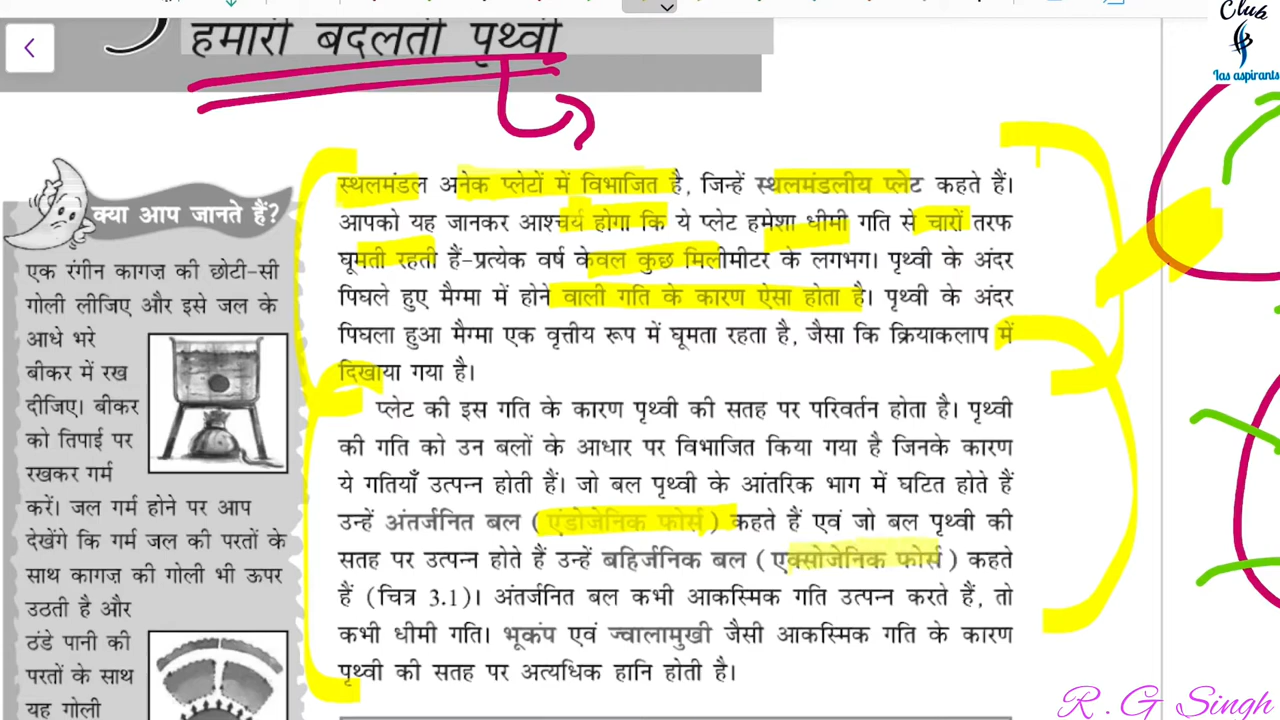 हमारी बदलती पृथ्वी
Club
Ias aspirants
क्या आप जानते हैं?
एक रंगीन कागज़ की छोटी-सी
गोली लीजिए और इसे जल के
आधे भरे
बीकर में रख
दीजिए। बीकर
को तिपाई पर
रखकर गर्म
करें। जल गर्म होने पर आप
देखेंगे कि गर्म जल की परतों के
साथ कागज़ की गोली भी ऊपर
उठती है और
ठंडे पानी की
परतों के साथ
यह गोली
स्थलमंडल अनेक प्लेटों में विभाजित है, जिन्हें स्थलमंडलीय प्लेट कहते हैं।
आपको यह जानकर आश्चर्य होगा कि ये प्लेट हमेशा धीमी गति से चारों तरफ
घूमती रहती हैं-प्रत्येक वर्ष केवल कुछ मिलीमीटर के लगभग। पृथ्वी के अंदर
पिघले हुए मैग्मा में होने वाली गति के कारण ऐसा होता है। पृथ्वी के अंदर
पिघला हुआ मैग्मा एक वृत्तीय रूप में घूमता रहता है, जैसा कि क्रियाकलाप में
दिखाया गया है।
प्लेट की इस गति के कारण पृथ्वी की सतह पर परिवर्तन होता है। पृथ्वी
की गति को उन बलों के आधार पर विभाजित किया गया है जिनके कारण
ये गतियाँ उत्पन्न होती हैं। जो बल पृथ्वी के आंतरिक भाग में घटित होते हैं
उन्हें अंतर्जनित बल (एंडोजेनिक फोर्स) कहते हैं एवं जो बल पृथ्वी की
सतह पर उत्पन्न होते हैं उन्हें बहिर्जनिक बल (एक्सोजेनिक फोर्स) कहते
हैं (चित्र 3.1)। अंतर्जनित बल कभी आकस्मिक गति उत्पन्न करते हैं, तो
कभी धीमी गति। भूकंप एवं ज्वालामुखी जैसी आकस्मिक गति के कारण
पृथ्वी की सतह पर अत्यधिक हानि होती है।
R.G Singh